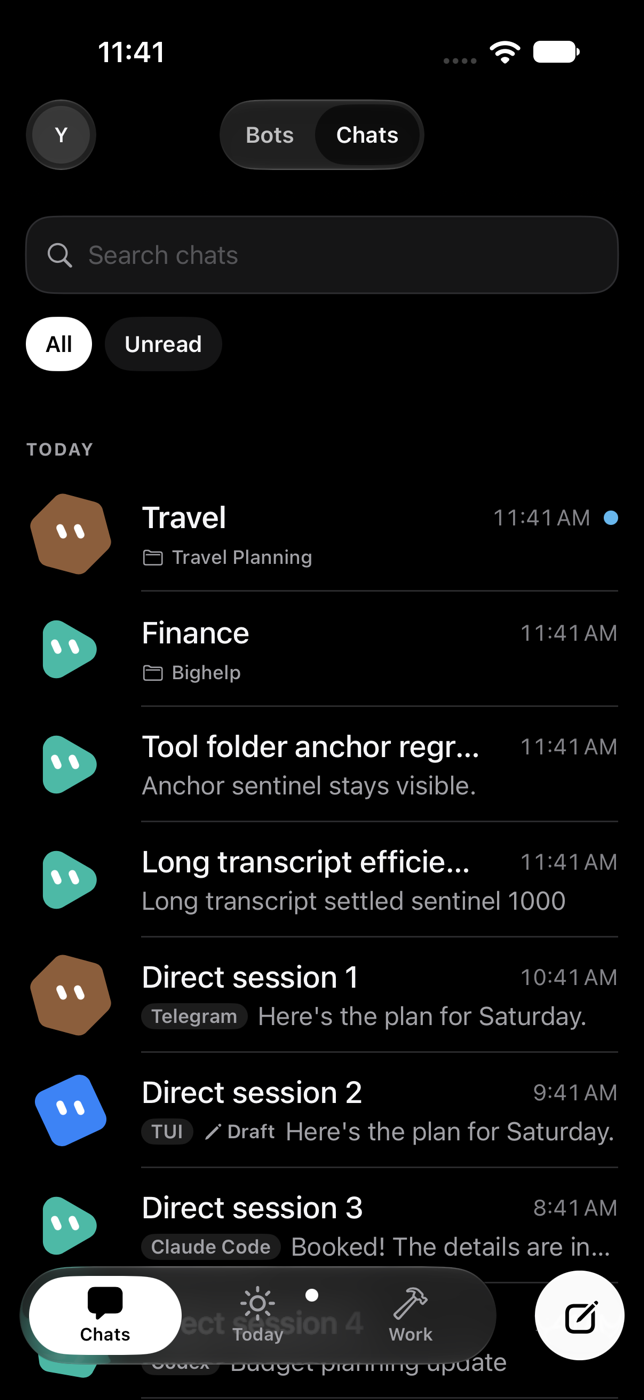 11:41
Y
Bots
Chats
Search chats
All
Unread
TODAY
Travel 11:41 AM
Travel Planning
Finance 11:41 AM
Bighelp
Tool folder anchor regr... 11:41 AM
Anchor sentinel stays visible.
Long transcript efficie... 11:41 AM
Long transcript settled sentinel 1000
Direct session 1 10:41 AM
Telegram Here's the plan for Saturday.
Direct session 2 9:41 AM
TUI Draft Here's the plan for Saturday.
Direct session 3 8:41 AM
Claude Code Booked! The details are in...
ect session 4
Chats Today Work
Codex Budget planning update